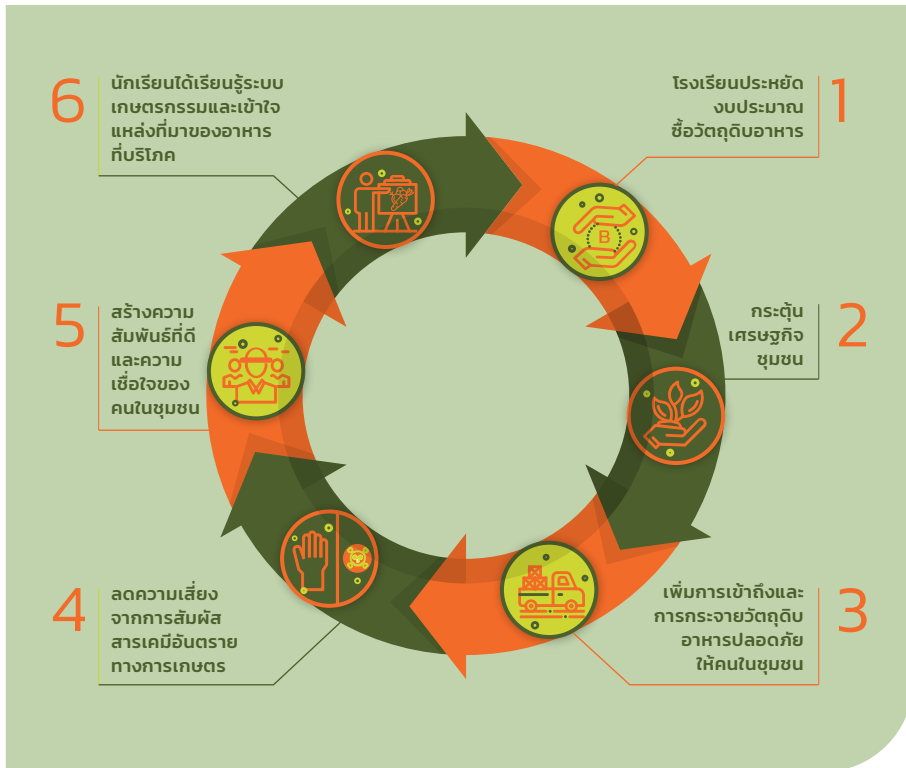 1
โรงเรียนประหยัด
งบประมาณ
ซื้อวัตถุดิบอาหาร
B
2
กระตุ้น
เศรษฐกิจ
ชุมชน
3
เพิ่มการเข้าถึงและ
การกระจายวัตถุดิบ
อาหารปลอดภัย
ให้คนในชุมชน
4
ลดความเสี่ยง
จากการสัมผัส
สารเคมีอันตราย
ทางการเกษตร
5
สร้างความ
สัมพันธ์ที่ดี
และความ
เชื่อใจของ
คนในชุมชน
6
นักเรียนได้เรียนรู้ระบบ
เกษตรกรรมและเข้าใจ
แหล่งที่มาของอาหาร
ที่บริโภค